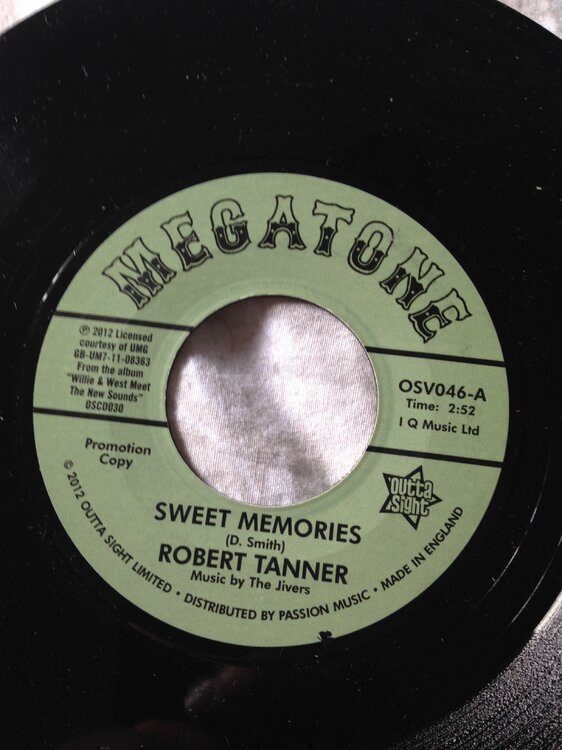 MEGATONE
℗ 2012 Licensed
courtesy of UMG
GB-UM7-11-08363
From the album
"Willie & West Meet
The New Sounds"
OSCD030
OSV046-A
Time: 2:52
I Q Music Ltd
Promotion
Copy
outta
Sight
SWEET MEMORIES
(D. Smith)
ROBERT TANNER
Music by The Jivers
© 2012 OUTTA SIGHT LIMITED • DISTRIBUTED BY PASSION MUSIC • MADE IN ENGLAND